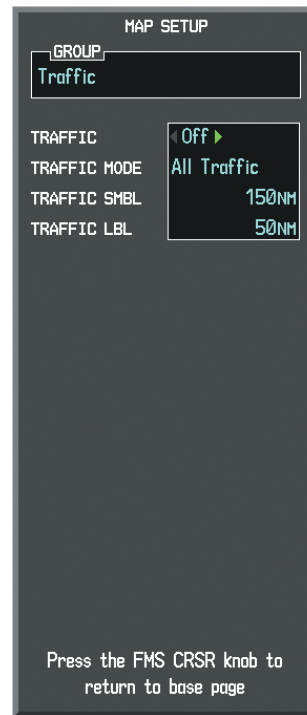 MAP SETUP
GROUP
Traffic
TRAFFIC Off
TRAFFIC MODE All Traffic
TRAFFIC SMBL 150NM
TRAFFIC LBL 50NM
Press the FMS CRSR knob to
return to base page